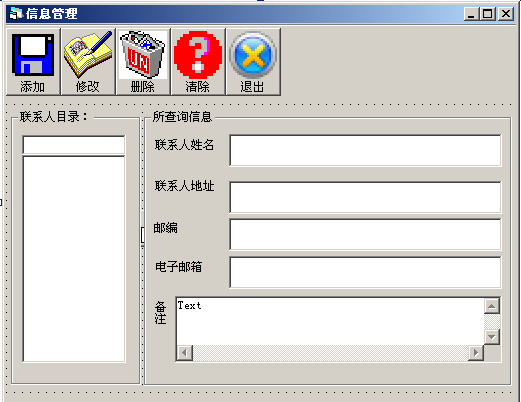 信息管理
添加
修改
删除
清除
退出
联系人目录：
所查询信息
联系人姓名
联系人地址
邮编
电子邮箱
备注
Text